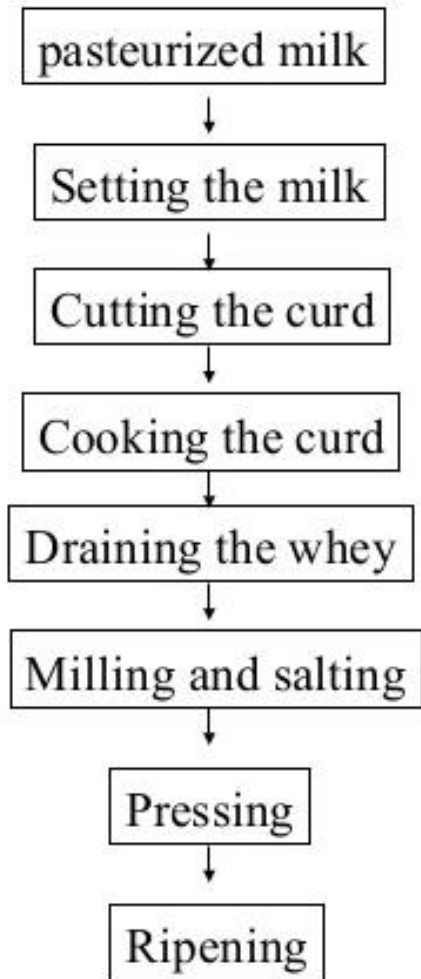 pasteurized milk
Setting the milk
Cutting the curd
Cooking the curd
Draining the whey
Milling and salting
Pressing
Ripening